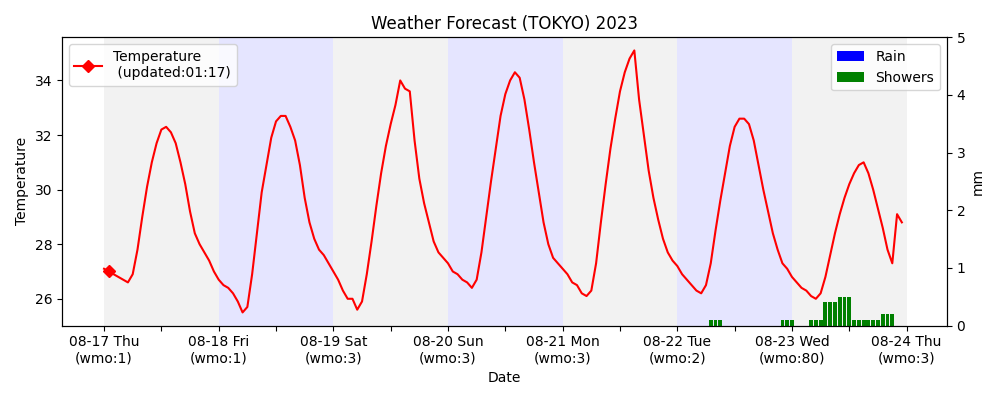 Weather Forecast (TOKYO) 2023
Temperature
(updated:01:17)
Rain
Showers
Temperature
34
32
30
28
26
5
4
3
2
1
0
mm
08-17 Thu 08-18 Fri 08-19 Sat 08-20 Sun 08-21 Mon 08-22 Tue 08-23 Wed 08-24 Thu
(wmo:1) (wmo:1) (wmo:3) (wmo:3) (wmo:3) (wmo:2) (wmo:80) (wmo:3)
Date